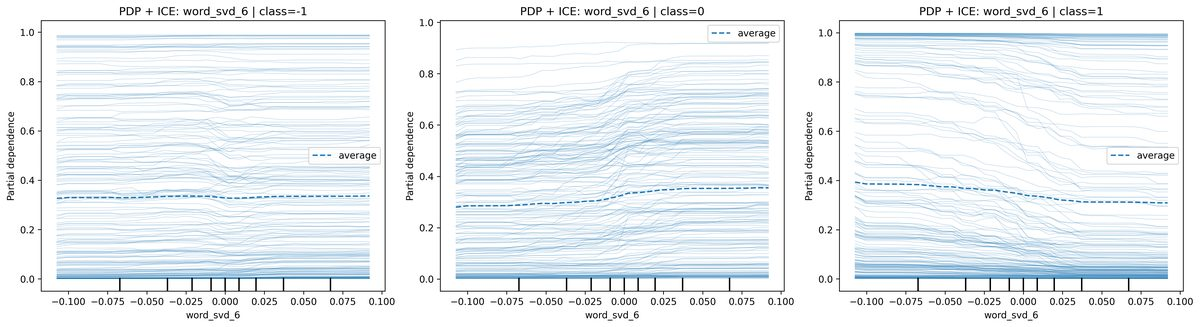 PDP + ICE: word_svd_6 | class=-1
Partial dependence
1.0
0.8
0.6
0.4
0.2
0.0
average
−0.100 −0.075 −0.050 −0.025 0.000 0.025 0.050 0.075 0.100
word_svd_6
PDP + ICE: word_svd_6 | class=0
Partial dependence
1.0
0.8
0.6
0.4
0.2
0.0
average
−0.100 −0.075 −0.050 −0.025 0.000 0.025 0.050 0.075 0.100
word_svd_6
PDP + ICE: word_svd_6 | class=1
Partial dependence
1.0
0.8
0.6
0.4
0.2
0.0
average
−0.100 −0.075 −0.050 −0.025 0.000 0.025 0.050 0.075 0.100
word_svd_6